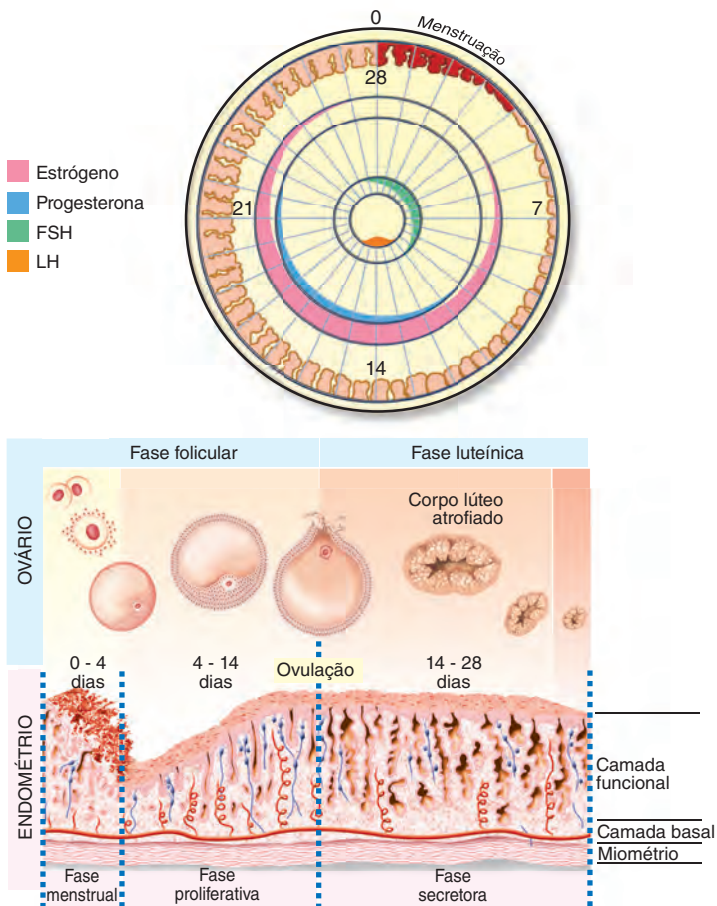 0
Menstruação
28
Estrógeno
Progesterona
FSH
LH
21
7
14
Fase folicular
Fase luteínica
OVÁRIO
Corpo lúteo
atrofiado
0 - 4
dias
4 - 14
dias
Ovulação
14 - 28
dias
ENDOMÉTRIO
Camada
funcional
Camada basal
Miométrio
Fase
menstrual
Fase
proliferativa
Fase
secretora